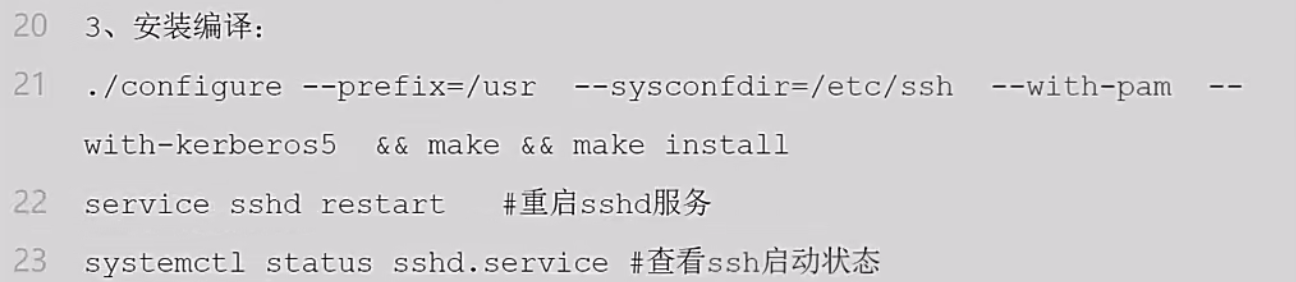 20 3、安装编译：
21 ./configure --prefix=/usr  --sysconfdir=/etc/ssh  --with-pam  --
with-kerberos5  && make && make install
22 service sshd restart   #重启sshd服务
23 systemctl status sshd.service #查看ssh启动状态